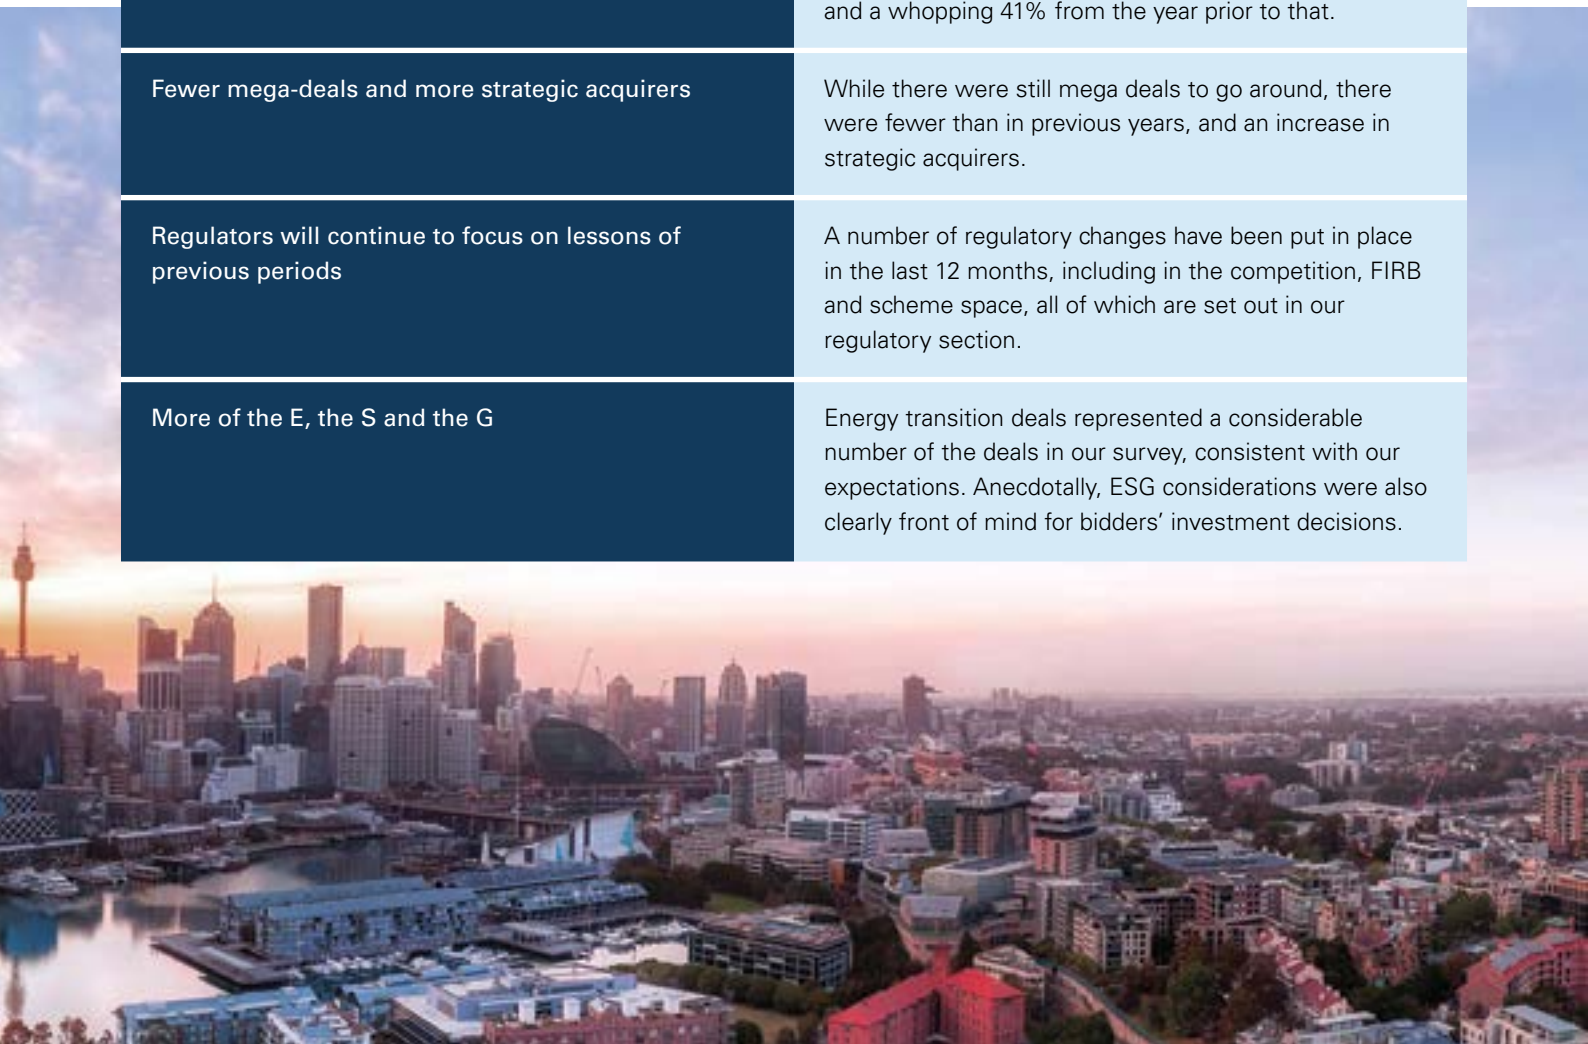 and a whopping 41% from the year prior to that.
Fewer mega-deals and more strategic acquirers
While there were still mega deals to go around, there
were fewer than in previous years, and an increase in
strategic acquirers.
Regulators will continue to focus on lessons of
previous periods
A number of regulatory changes have been put in place
in the last 12 months, including in the competition, FIRB
and scheme space, all of which are set out in our
regulatory section.
More of the E, the S and the G
Energy transition deals represented a considerable
number of the deals in our survey, consistent with our
expectations. Anecdotally, ESG considerations were also
clearly front of mind for bidders’ investment decisions.